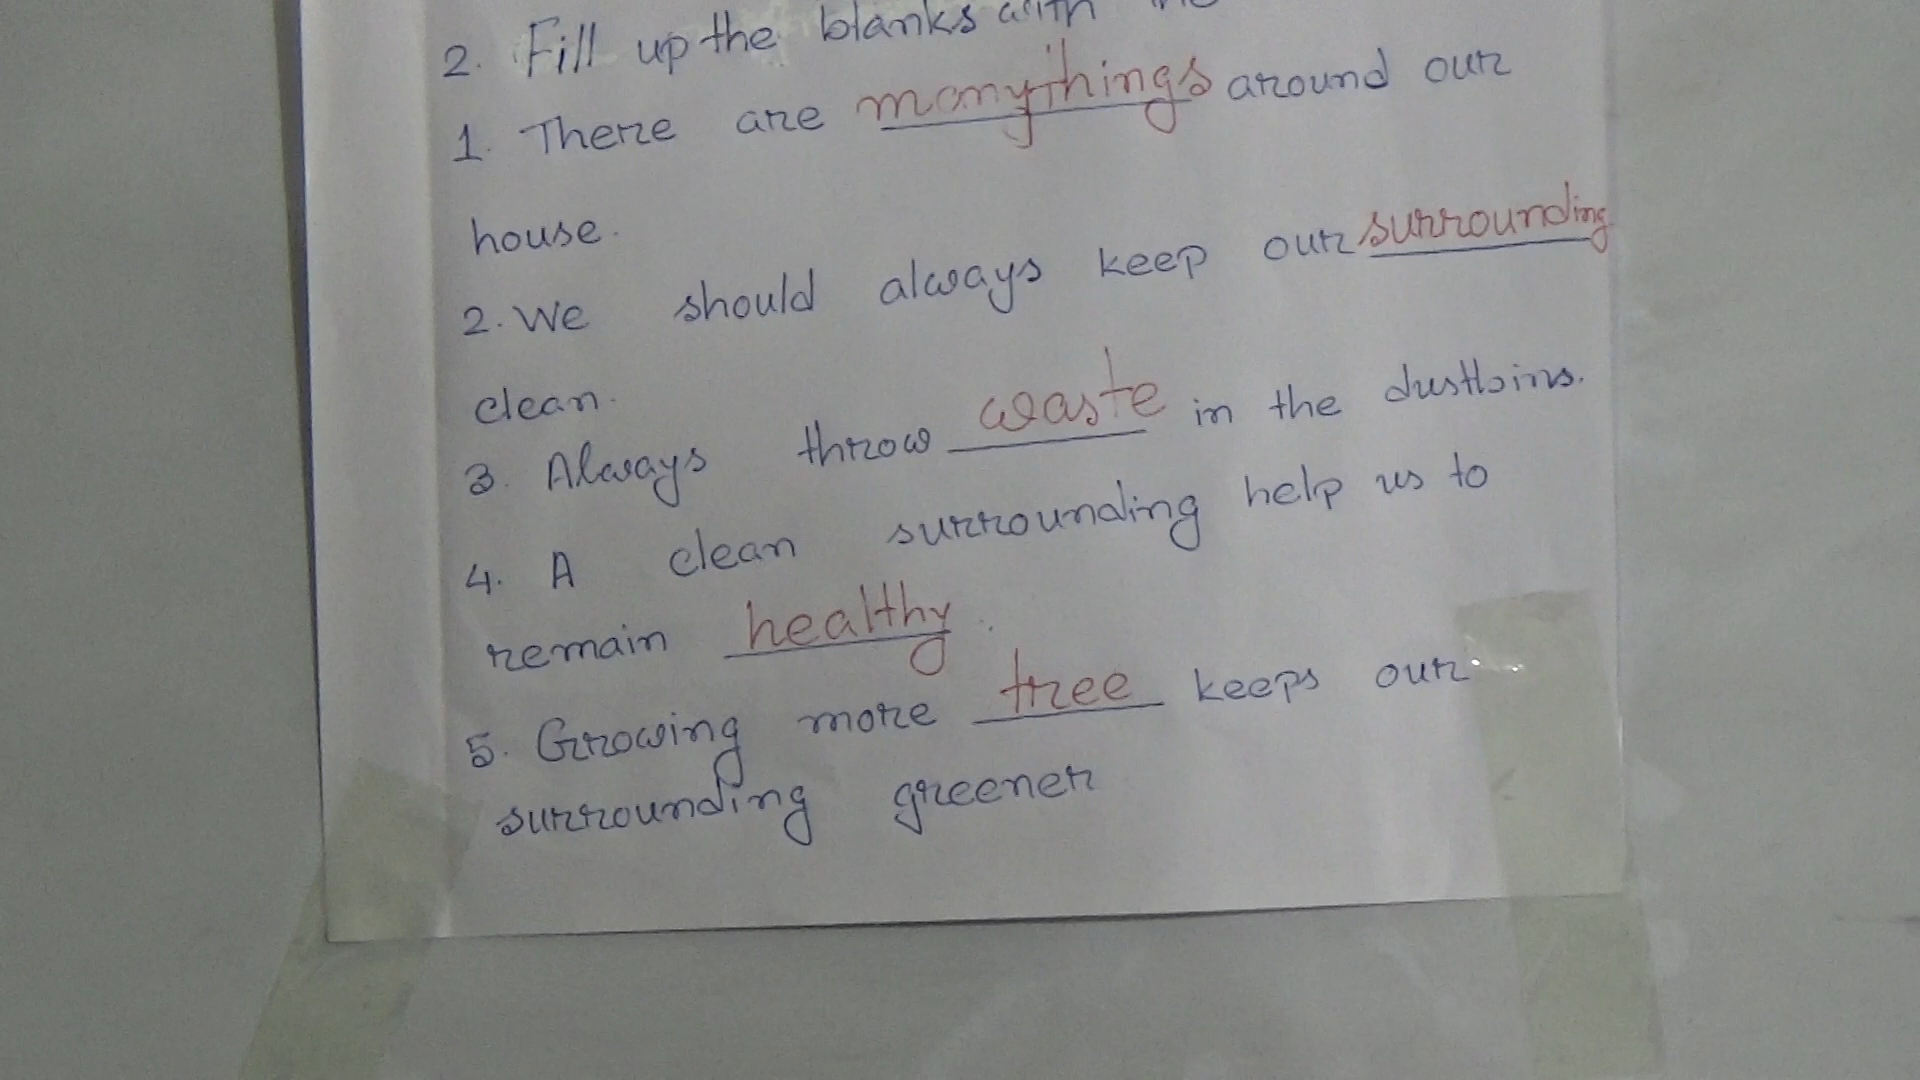 2. Fill up the blanks with
1. There are many things around our
house.
2. We should always keep our surrounding
clean.
3. Always throw waste in the dustbins.
4. A clean surrounding help us to
remain healthy.
5. Growing more tree keeps our
surrounding greener